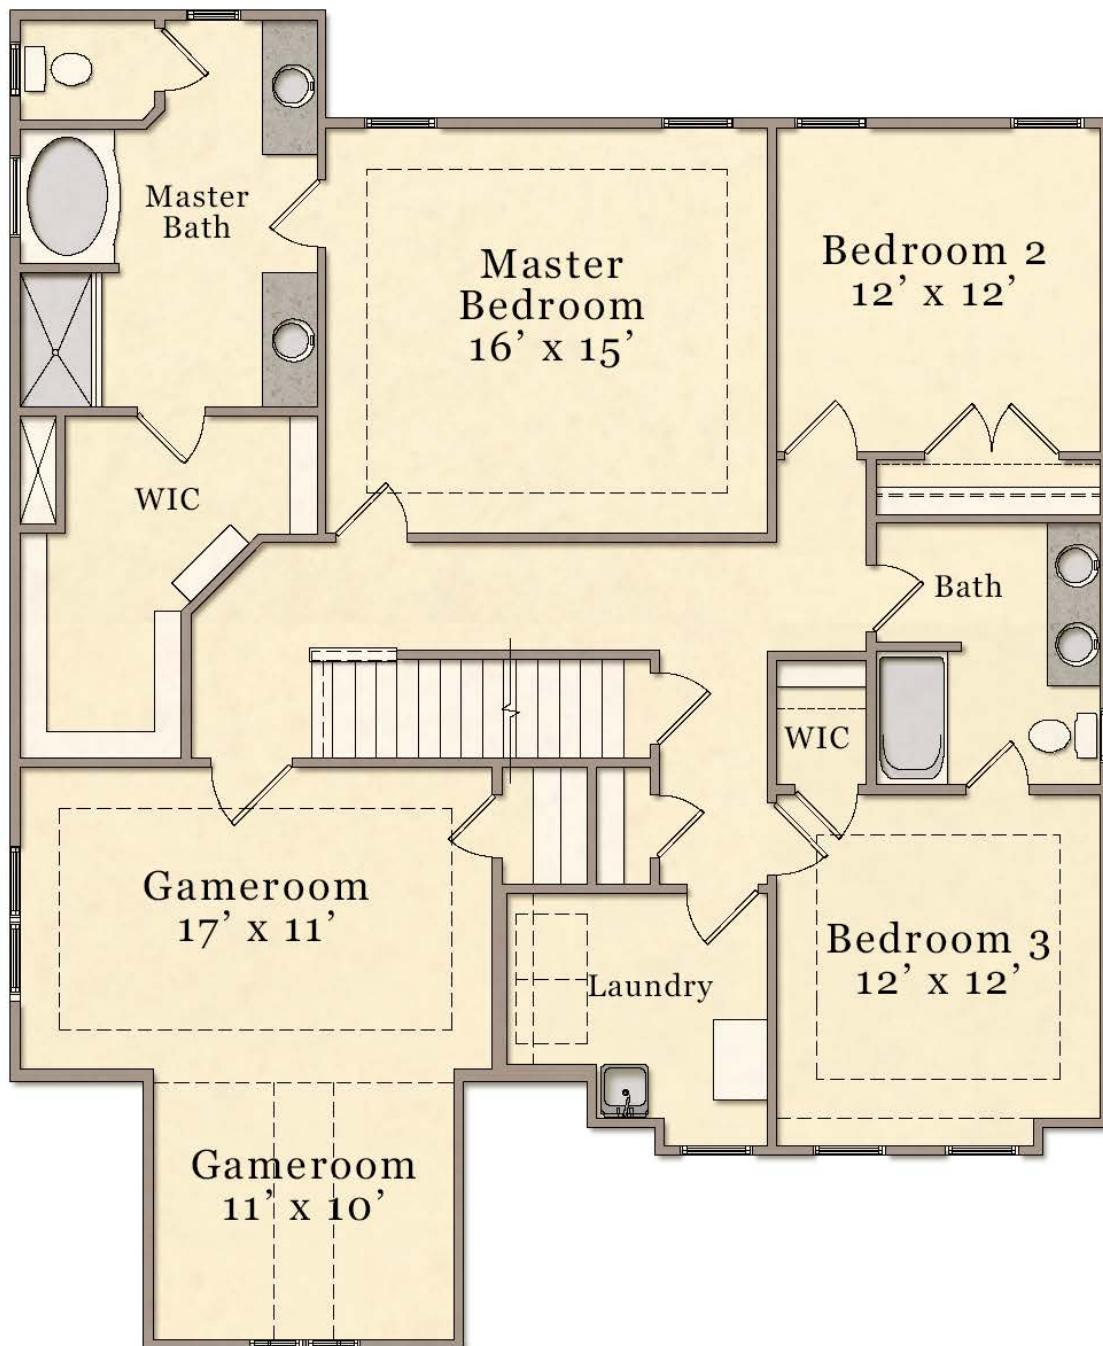 Master
Bath
Master
Bedroom
16’ x 15’
Bedroom 2
12’ x 12’
WIC
Bath
WIC
Gameroom
17’ x 11’
Laundry
Bedroom 3
12’ x 12’
Gameroom
11’ x 10’